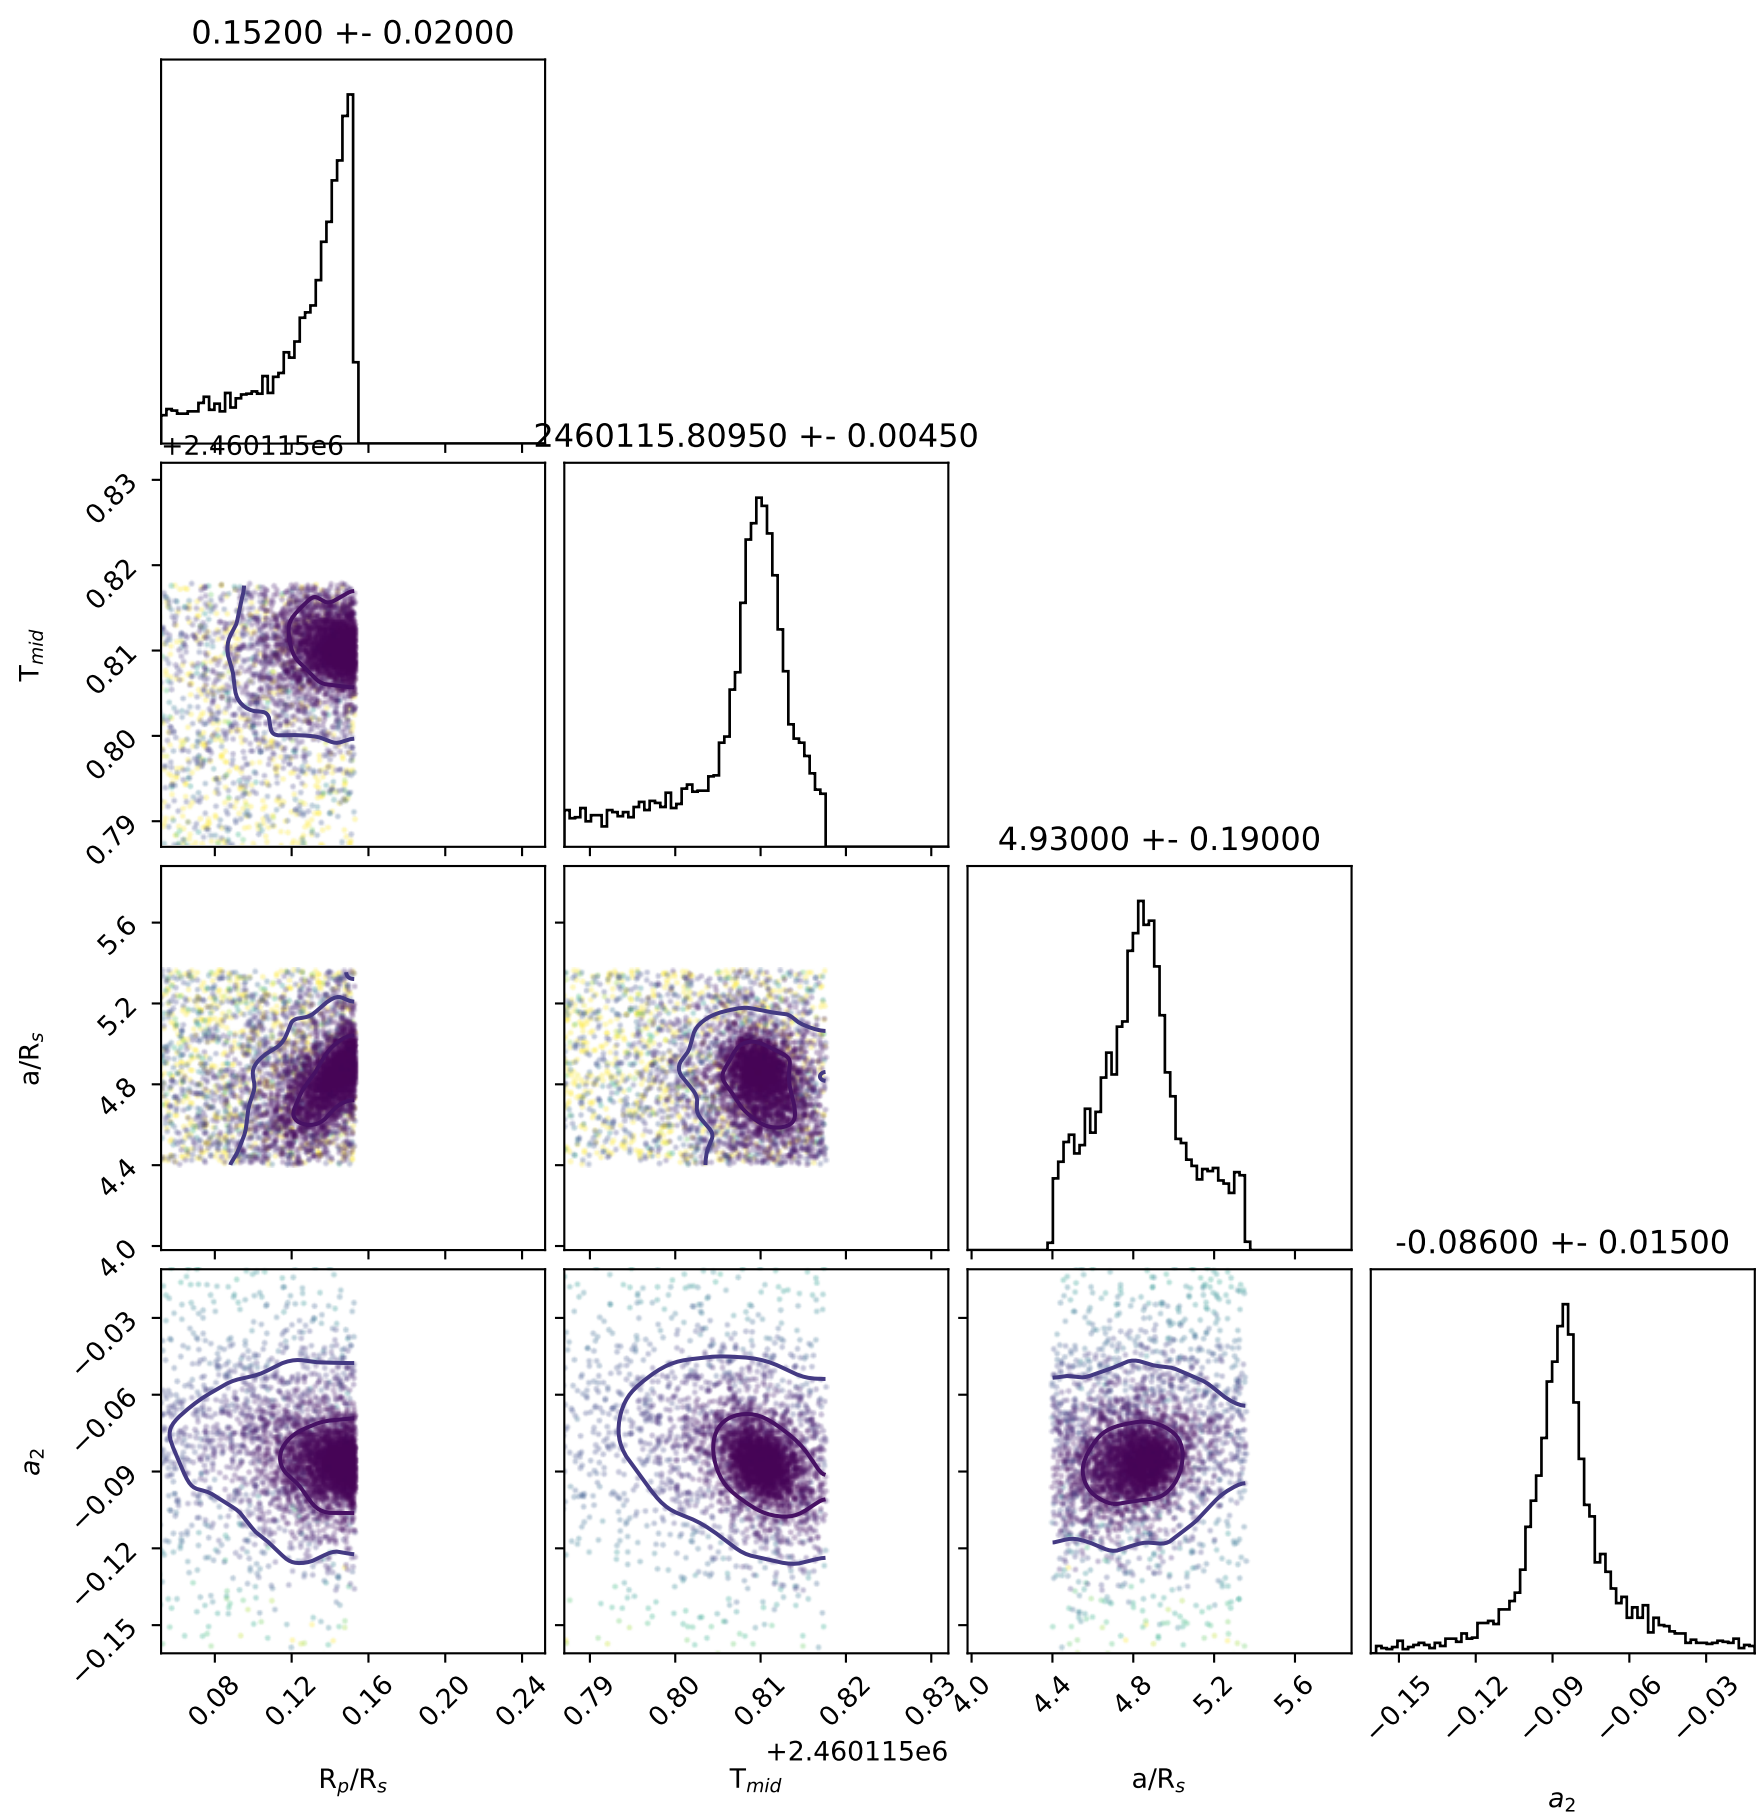 0.15200 +- 0.02000
+2.460115e6
2460115.80950 +- 0.00450
0.83
0.82
0.81
0.80
0.79
T_mid
4.93000 +- 0.19000
5.6
5.2
4.8
4.4
4.0
a/R_s
-0.08600 +- 0.01500
−0.03
−0.06
−0.09
−0.12
−0.15
a_2
0.08 0.12 0.16 0.20 0.24
0.79 0.80 0.81 0.82 0.83
4.0 4.4 4.8 5.2 5.6
−0.15 −0.12 −0.09 −0.06 −0.03
+2.460115e6
R_p/R_s
T_mid
a/R_s
a_2